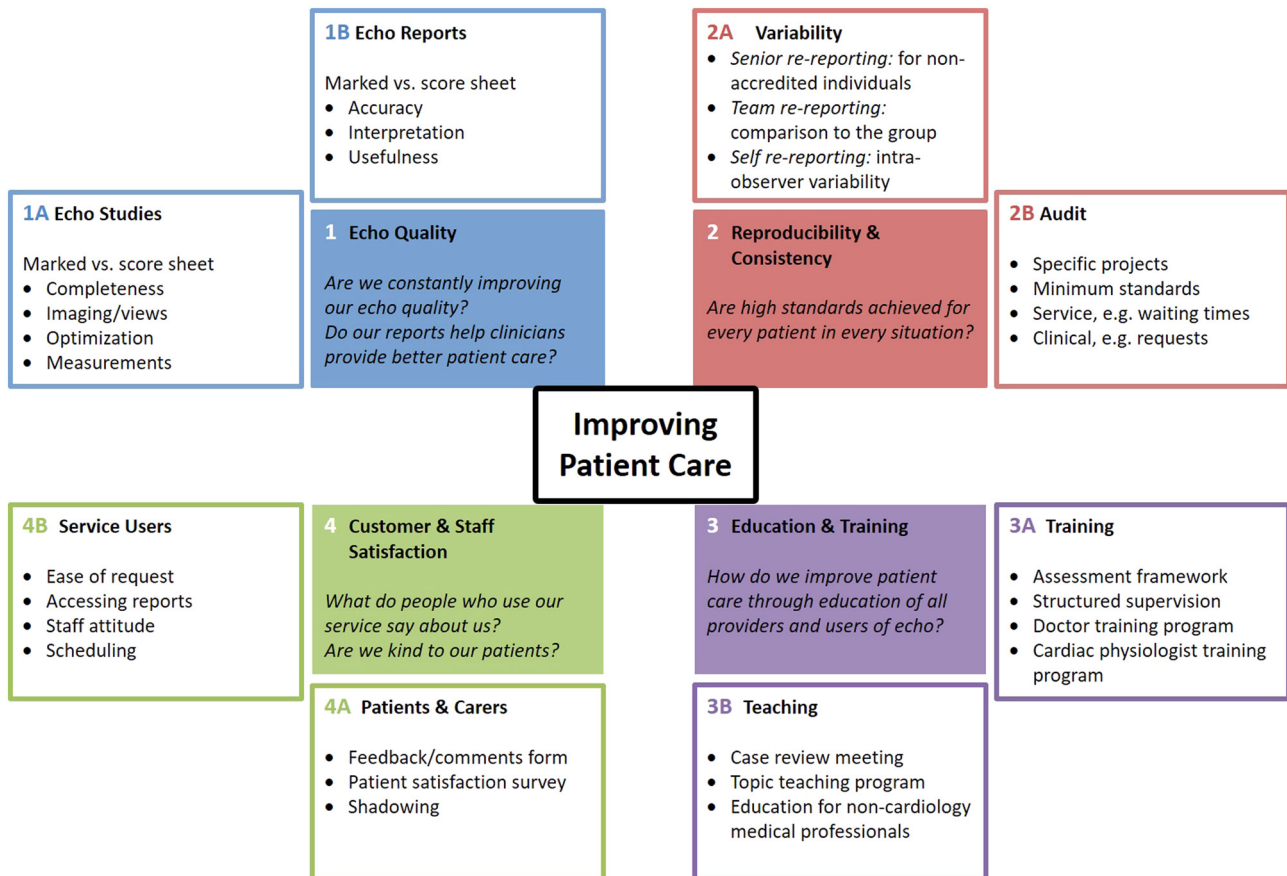 1B Echo Reports
Marked vs. score sheet
• Accuracy
• Interpretation
• Usefulness
2A Variability
• Senior re-reporting: for non-
accredited individuals
• Team re-reporting:
comparison to the group
• Self re-reporting: intra-
observer variability
1A Echo Studies
Marked vs. score sheet
• Completeness
• Imaging/views
• Optimization
• Measurements
1 Echo Quality
Are we constantly improving
our echo quality?
Do our reports help clinicians
provide better patient care?
2 Reproducibility &
Consistency
Are high standards achieved for
every patient in every situation?
2B Audit
• Specific projects
• Minimum standards
• Service, e.g. waiting times
• Clinical, e.g. requests
Improving
Patient Care
4B Service Users
• Ease of request
• Accessing reports
• Staff attitude
• Scheduling
4 Customer & Staff
Satisfaction
What do people who use our
service say about us?
Are we kind to our patients?
3 Education & Training
How do we improve patient
care through education of all
providers and users of echo?
3A Training
• Assessment framework
• Structured supervision
• Doctor training program
• Cardiac physiologist training
program
4A Patients & Carers
• Feedback/comments form
• Patient satisfaction survey
• Shadowing
3B Teaching
• Case review meeting
• Topic teaching program
• Education for non-cardiology
medical professionals